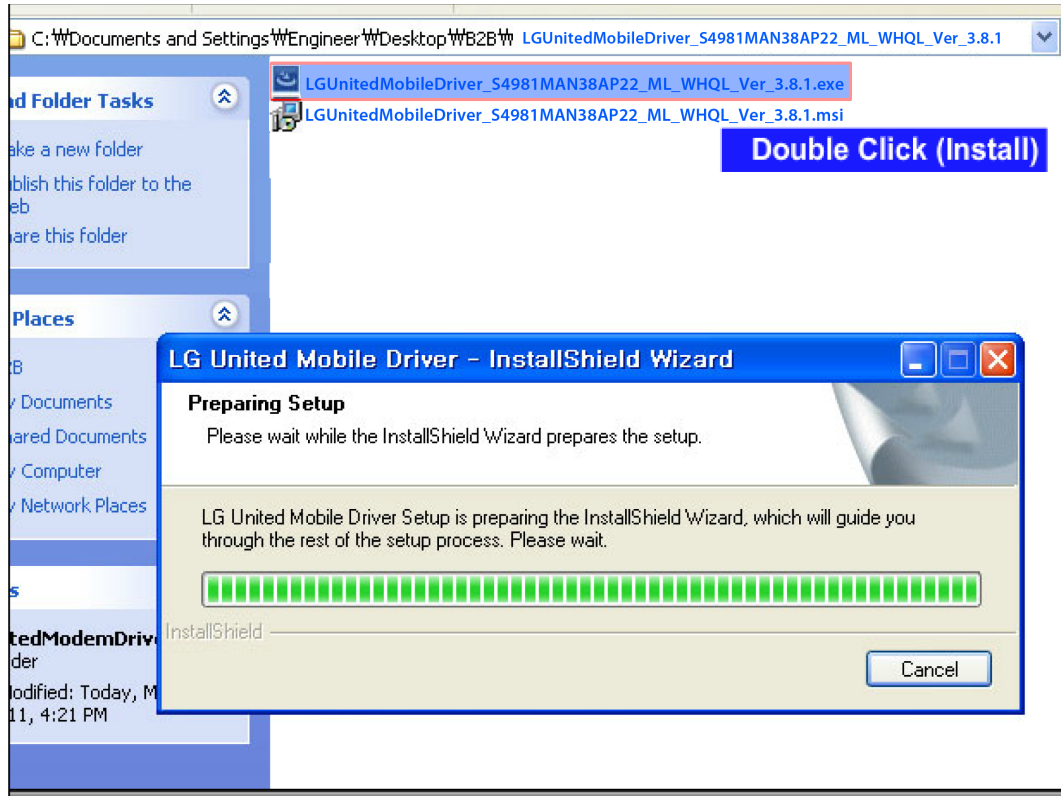 C:₩Documents and Settings₩Engineer₩Desktop₩B2B₩ LGUnitedMobileDriver_S4981MAN38AP22_ML_WHQL_Ver_3.8.1
LGUnitedMobileDriver_S4981MAN38AP22_ML_WHQL_Ver_3.8.1.exe
LGUnitedMobileDriver_S4981MAN38AP22_ML_WHQL_Ver_3.8.1.msi
Double Click (Install)
nd Folder Tasks
ake a new folder
ublish this folder to the
eb
are this folder
Places
2B
y Documents
ared Documents
y Computer
y Network Places
s
tedModemDrive
der
odified: Today, M
11, 4:21 PM
LG United Mobile Driver - InstallShield Wizard
Preparing Setup
Please wait while the InstallShield Wizard prepares the setup.
LG United Mobile Driver Setup is preparing the InstallShield Wizard, which will guide you
through the rest of the setup process. Please wait.
InstallShield
Cancel